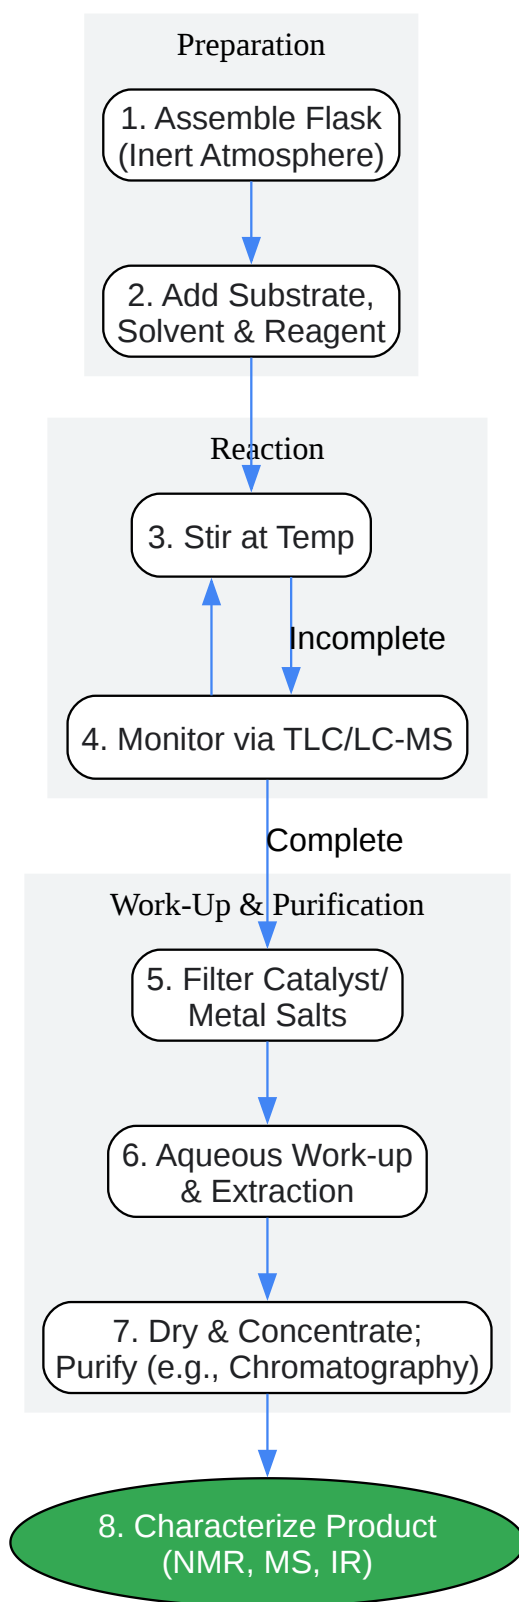 Preparation
1. Assemble Flask
(Inert Atmosphere)
2. Add Substrate,
Solvent & Reagent
Reaction
3. Stir at Temp
Incomplete
4. Monitor via TLC/LC-MS
Complete
Work-Up & Purification
5. Filter Catalyst/
Metal Salts
6. Aqueous Work-up
& Extraction
7. Dry & Concentrate;
Purify (e.g., Chromatography)
8. Characterize Product
(NMR, MS, IR)